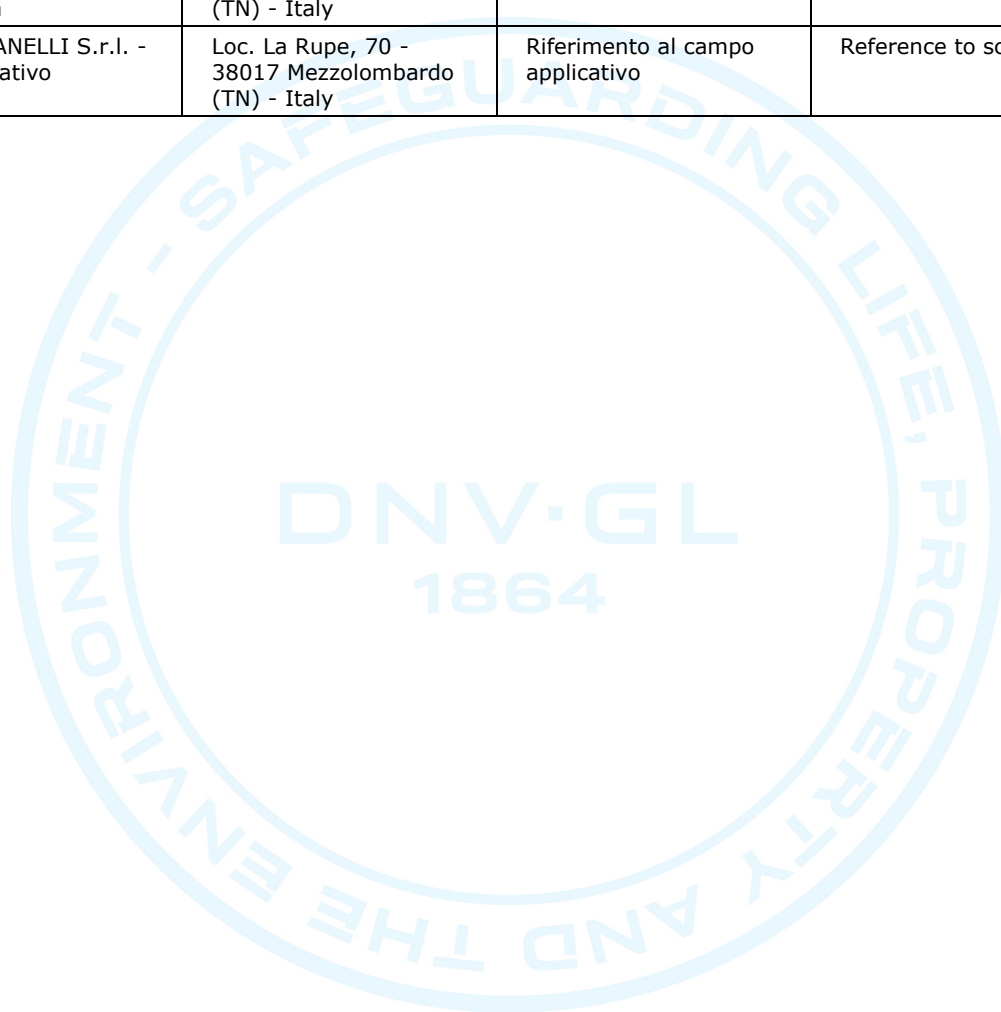 (TN) - Italy
ANELLI S.r.l. -
ativo
Loc. La Rupe, 70 -
38017 Mezzolombardo
(TN) - Italy
Riferimento al campo
applicativo
Reference to sc
SAFEGUARDING LIFE, PROPERTY AND THE ENVIRONMENT -
DNV·GL
1864